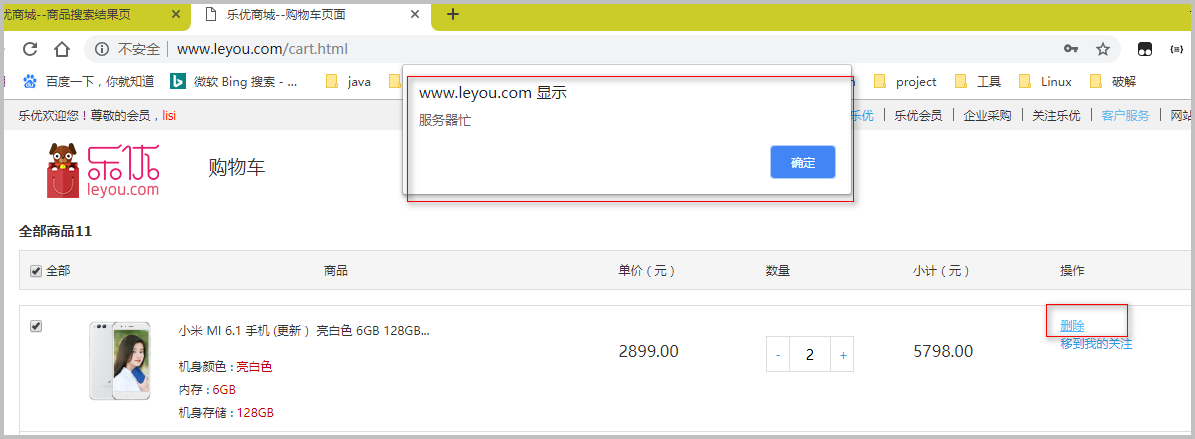 优商城--商品搜索结果页
乐优商城--购物车页面
不安全 www.leyou.com/cart.html
百度一下，你就知道 微软 Bing 搜索 - ... java project 工具 Linux 破解
www.leyou.com 显示
服务器忙
确定
乐优欢迎您！尊敬的会员，lisi
乐优 乐优会员 企业采购 关注乐优 客户服务 网站
乐优 leyou.com
购物车
全部商品11
全部 商品 单价（元） 数量 小计（元） 操作
小米 MI 6.1 手机 (更新 ) 亮白色 6GB 128GB...
机身颜色 : 亮白色
内存 : 6GB
机身存储 : 128GB
2899.00 - 2 + 5798.00
删除
移到我的关注